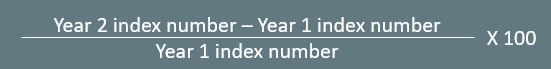 Year 2 index number – Year 1 index number
X 100
Year 1 index number